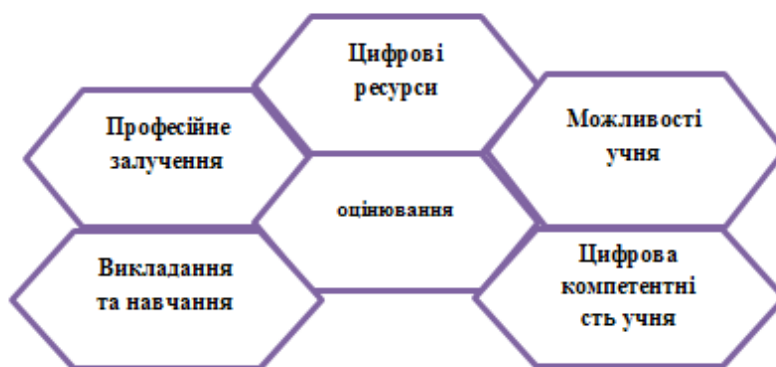 Цифрові
ресурси
Професійне
залучення
Можливості
учня
оцінювання
Викладання
та навчання
Цифрова
компетентні
сть учня